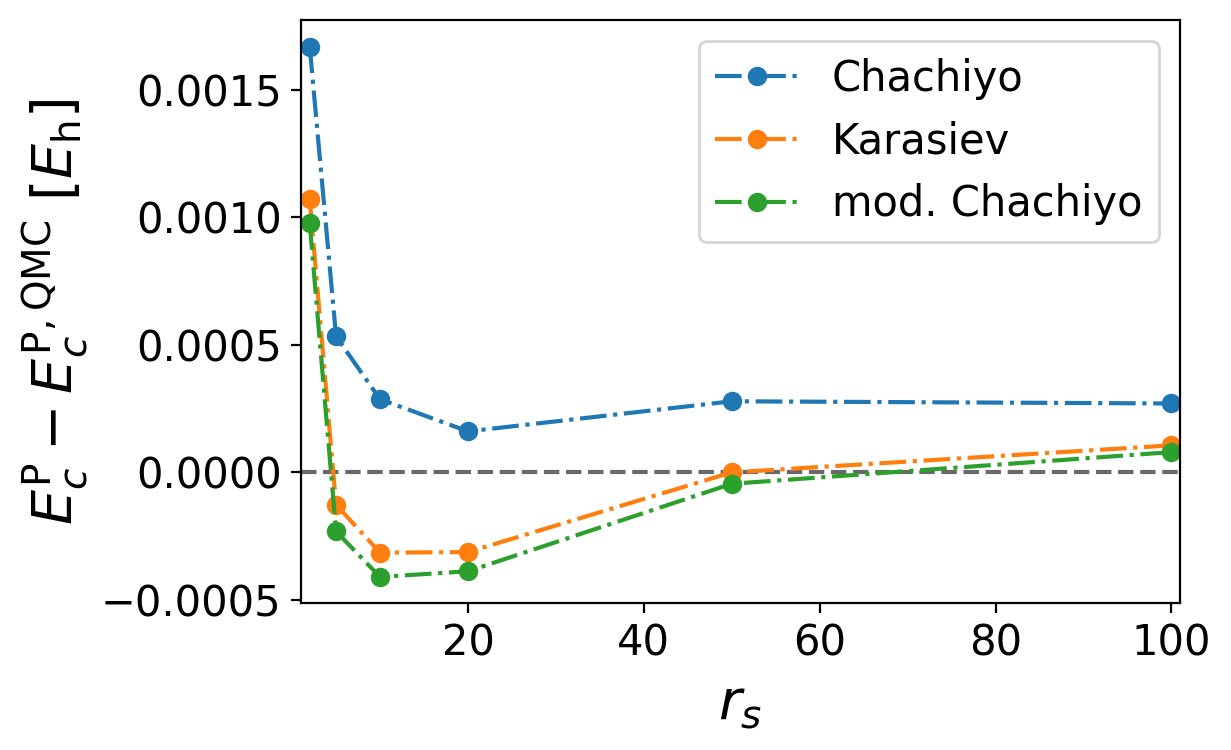 0.0015
0.0010
0.0005
0.0000
−0.0005
E_c^P − E_c^{P, QMC} [E_h]
Chachiyo
Karasiev
mod. Chachiyo
20 40 60 80 100
r_s